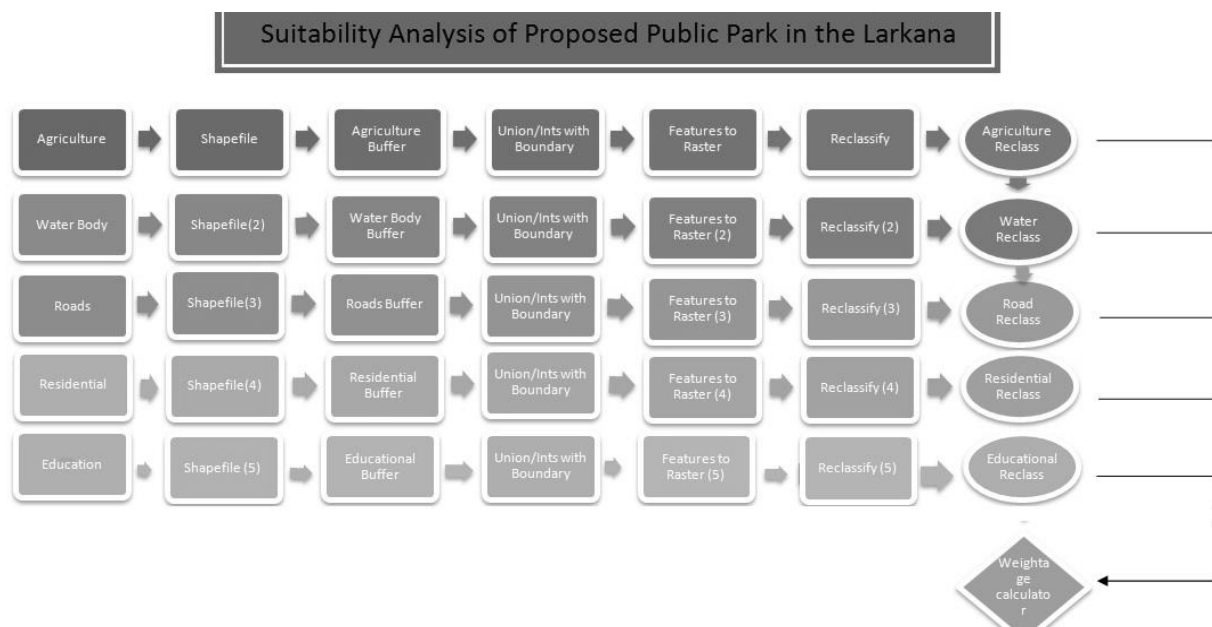 Suitability Analysis of Proposed Public Park in the Larkana
Agriculture
Shapefile
Agriculture
Buffer
Union/Ints with
Boundary
Features to
Raster
Reclassify
Agriculture
Reclass
Water Body
Shapefile(2)
Water Body
Buffer
Union/Ints with
Boundary
Features to
Raster (2)
Reclassify (2)
Water
Reclass
Roads
Shapefile(3)
Roads Buffer
Union/Ints with
Boundary
Features to
Raster (3)
Reclassify (3)
Road
Reclass
Residential
Shapefile(4)
Residential
Buffer
Union/Ints with
Boundary
Features to
Raster (4)
Reclassify (4)
Residential
Reclass
Education
Shapefile (5)
Educational
Buffer
Union/Ints with
Boundary
Features to
Raster (5)
Reclassify (5)
Educational
Reclass
Weighta
ge
calculato
r